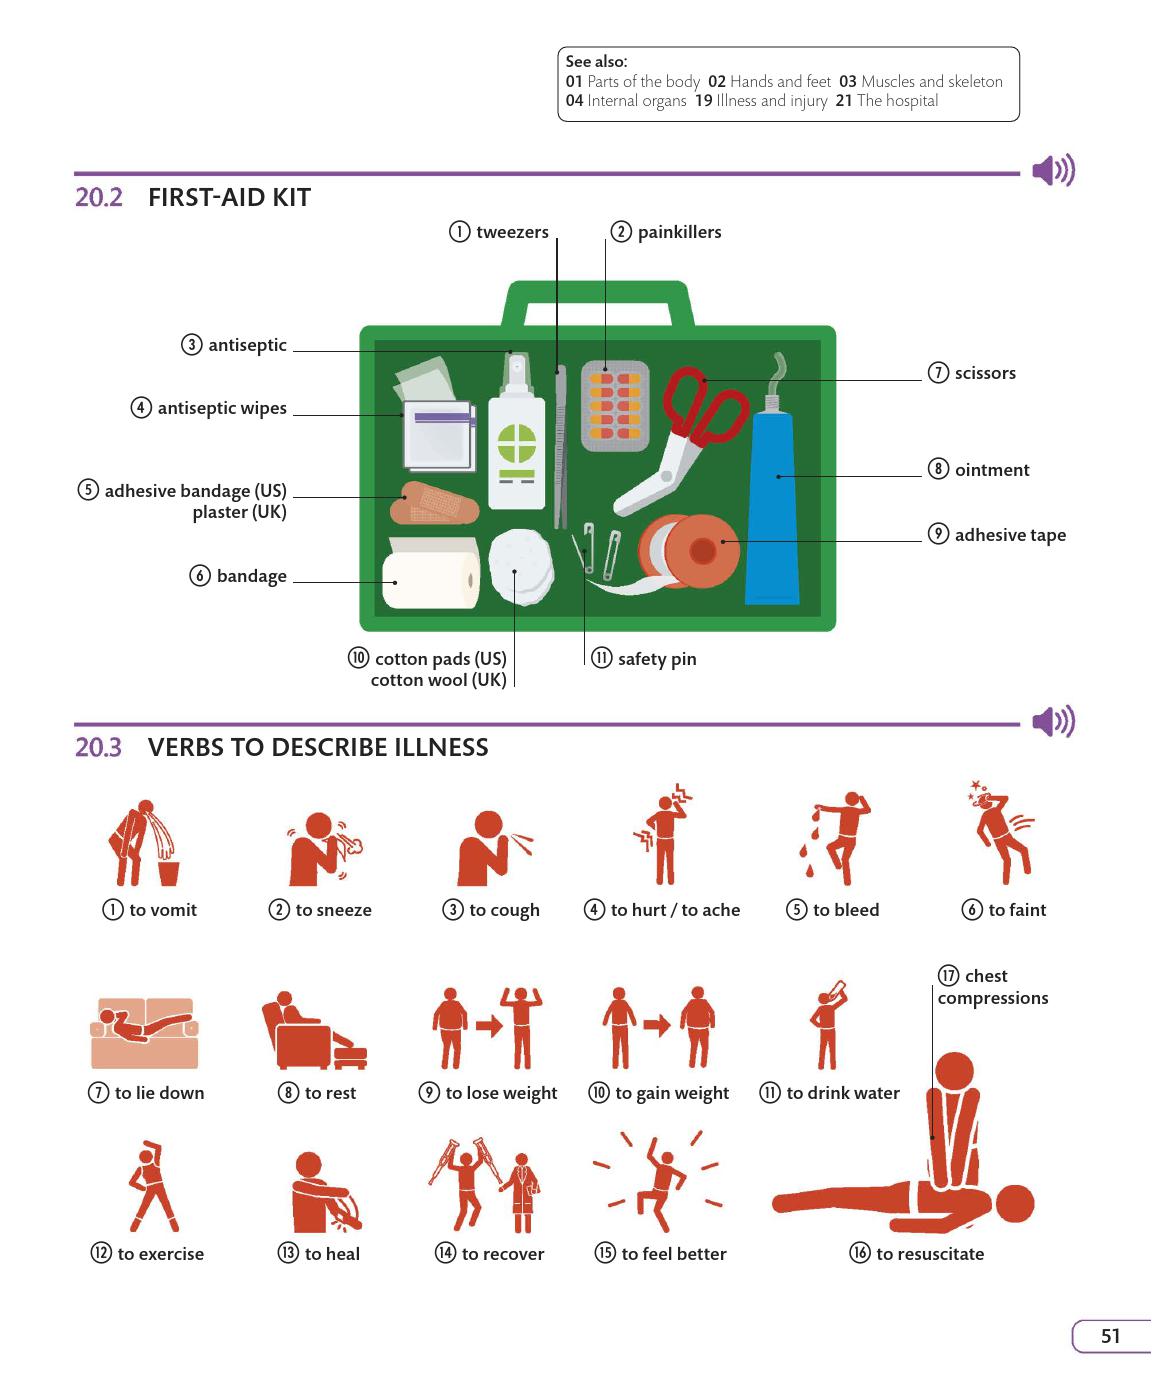 See also:
01 Parts of the body 02 Hands and feet 03 Muscles and skeleton
04 Internal organs 19 Illness and injury 21 The hospital
20.2 FIRST-AID KIT
① tweezers
② painkillers
③ antiseptic
④ antiseptic wipes
⑤ adhesive bandage (US)
plaster (UK)
⑥ bandage
⑦ scissors
⑧ ointment
⑨ adhesive tape
⑩ cotton pads (US)
cotton wool (UK)
⑪ safety pin
20.3 VERBS TO DESCRIBE ILLNESS
① to vomit
② to sneeze
③ to cough
④ to hurt / to ache
⑤ to bleed
⑥ to faint
⑦ to lie down
⑧ to rest
⑨ to lose weight
⑩ to gain weight
⑪ to drink water
⑰ chest
compressions
⑫ to exercise
⑬ to heal
⑭ to recover
⑮ to feel better
⑯ to resuscitate
51